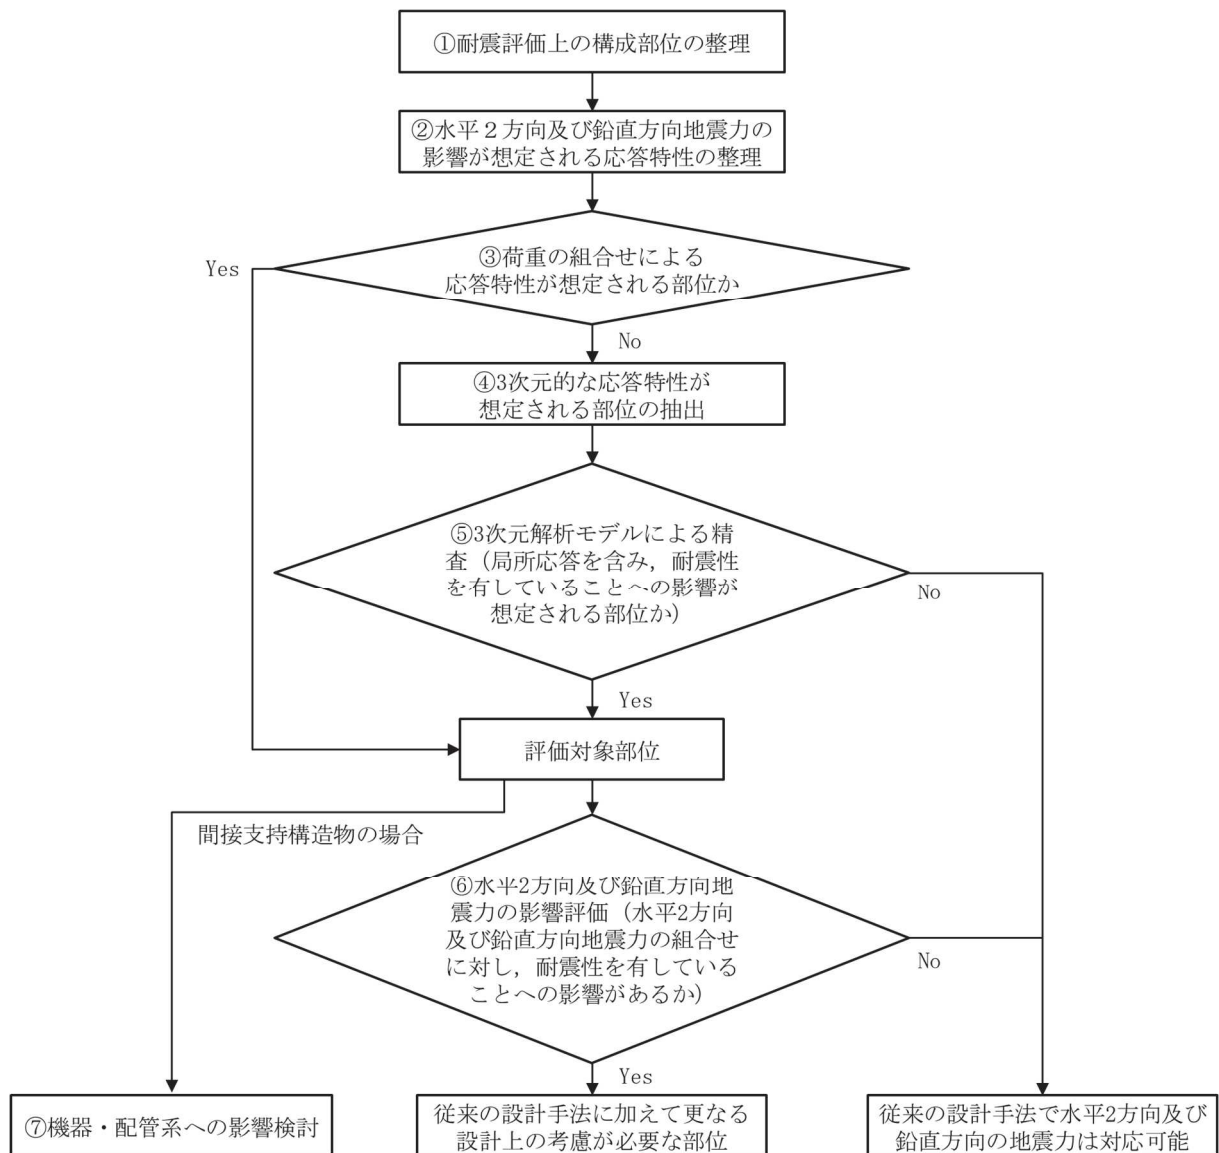 ①耐震評価上の構成部位の整理
②水平２方向及び鉛直方向地震力の
影響が想定される応答特性の整理
③荷重の組合せによる
応答特性が想定される部位か
Yes
No
④3次元的な応答特性が
想定される部位の抽出
⑤3次元解析モデルによる精
査（局所応答を含み，耐震性
を有していることへの影響が
想定される部位か）
No
Yes
評価対象部位
間接支持構造物の場合
⑥水平2方向及び鉛直方向地
震力の影響評価（水平2方向
及び鉛直方向地震力の組合せ
に対し，耐震性を有している
ことへの影響があるか）
No
Yes
⑦機器・配管系への影響検討
従来の設計手法に加えて更なる
設計上の考慮が必要な部位
従来の設計手法で水平2方向及び
鉛直方向の地震力は対応可能